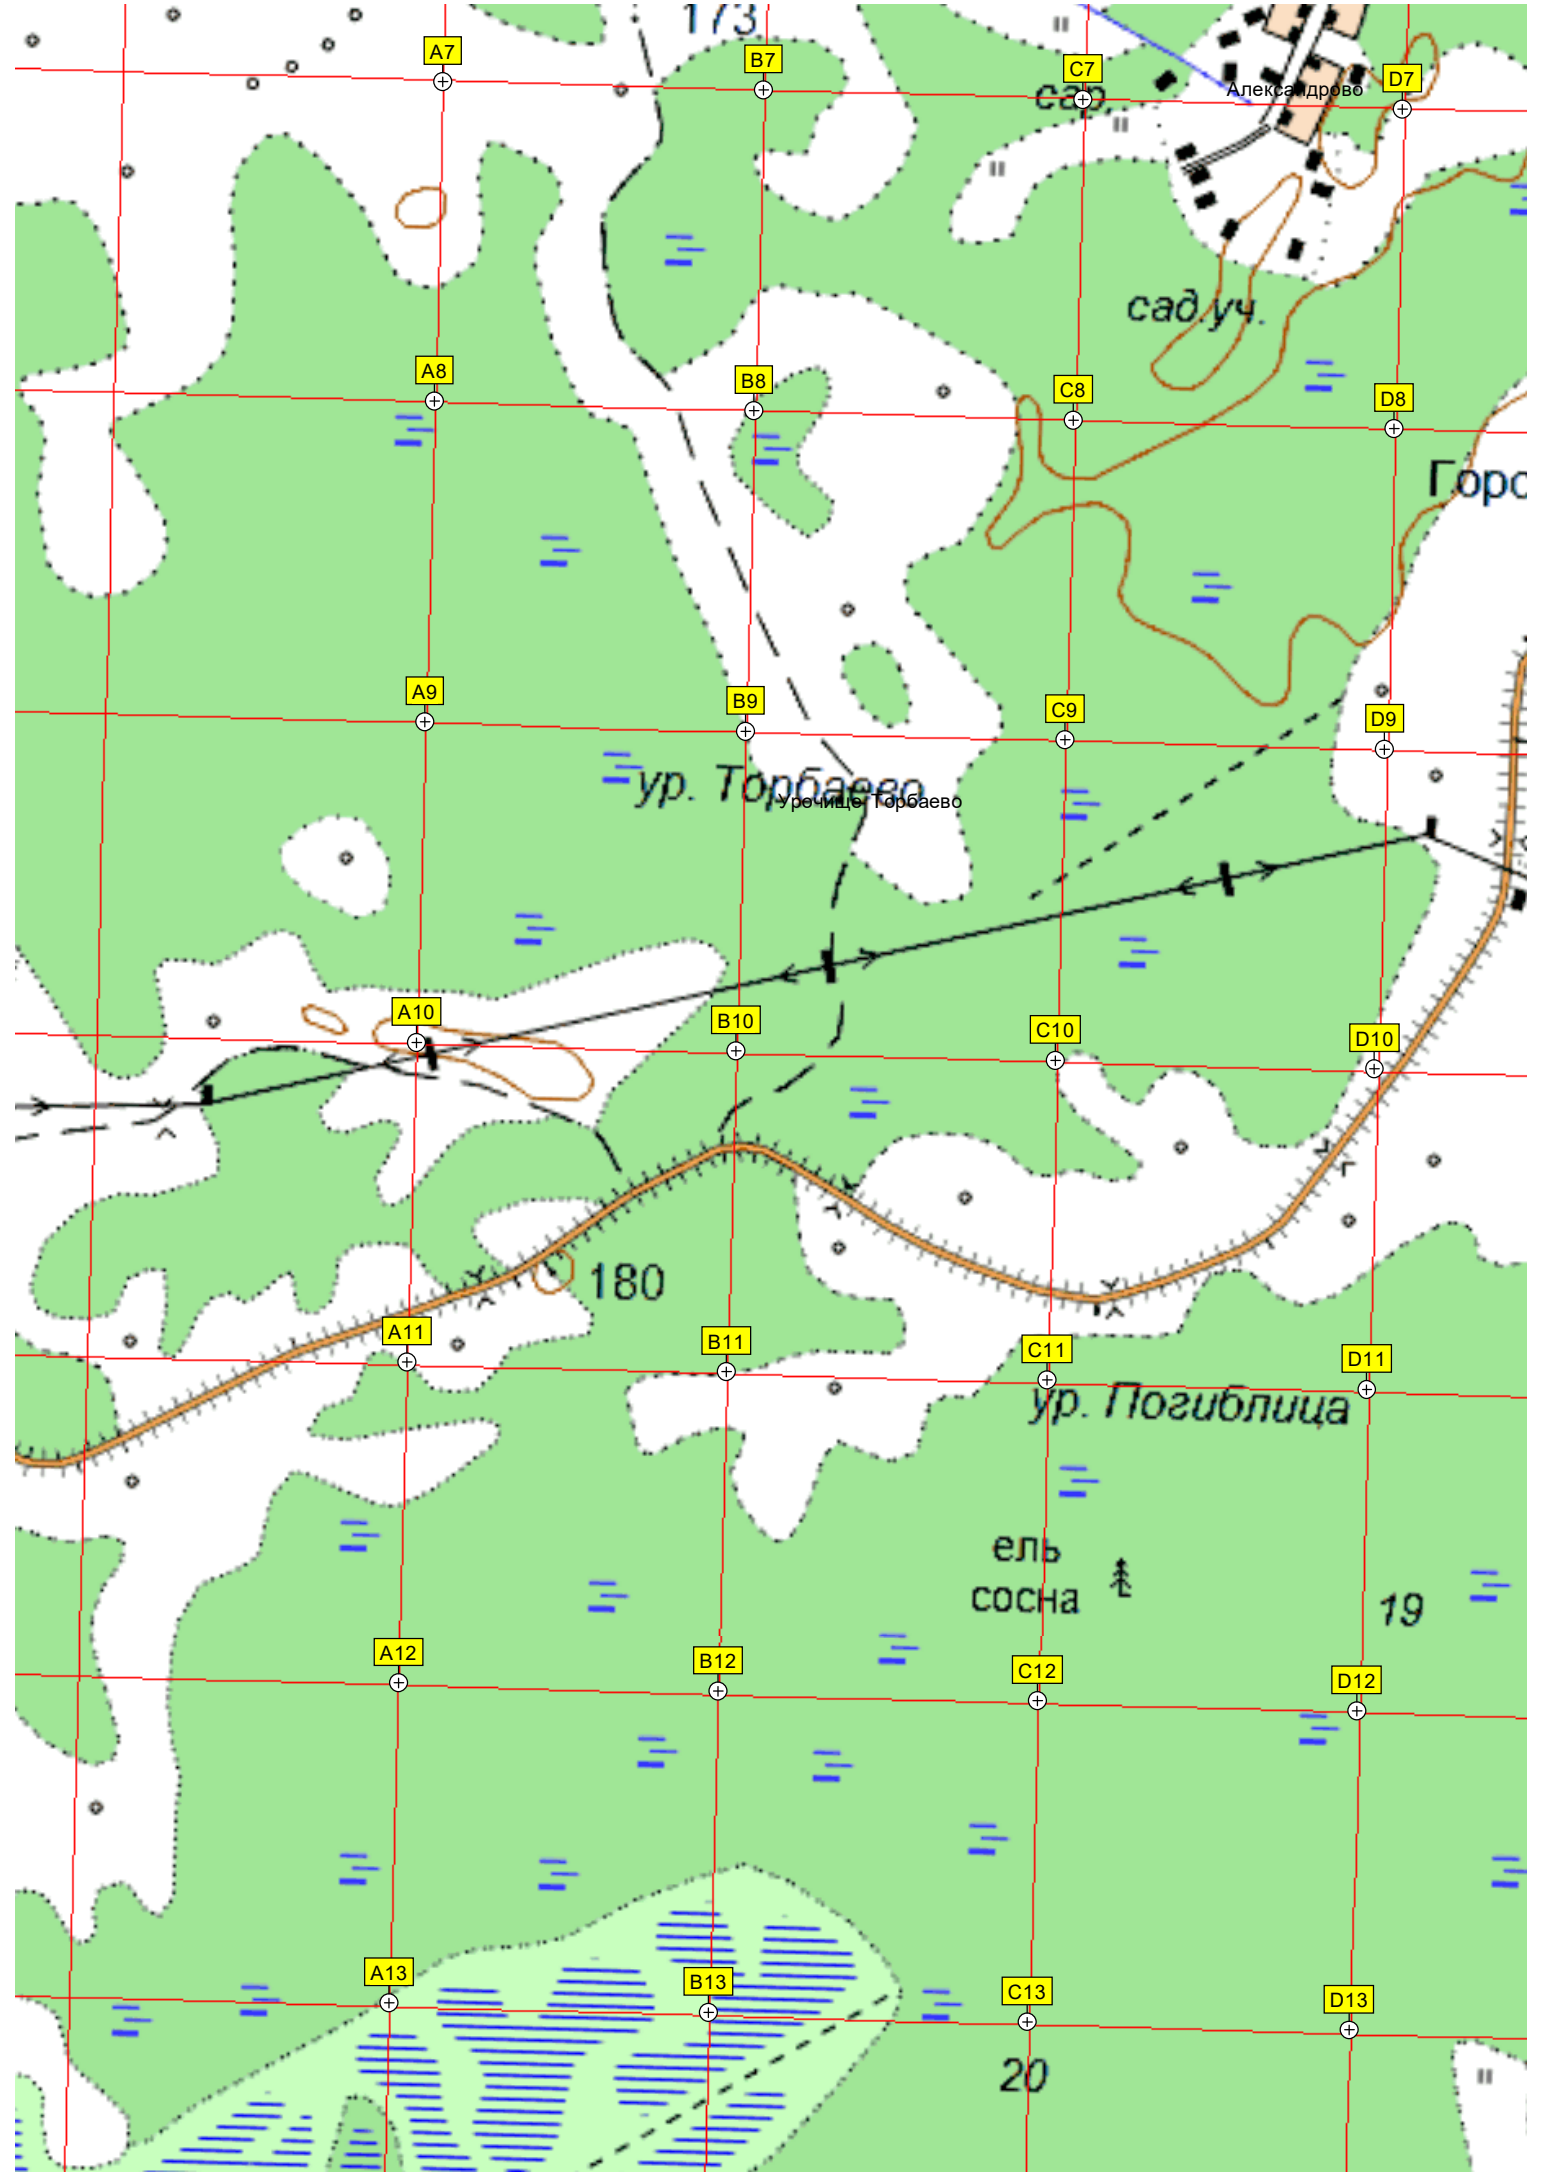 173
A7
B7
C7
D7
сад
Александрово
сад.уч.
A8
B8
C8
D8
Горо
A9
B9
C9
D9
ур. Торбаево
Урочище Торбаево
A10
B10
C10
D10
180
A11
B11
C11
D11
ур. Погиблица
ель
сосна
19
A12
B12
C12
D12
A13
B13
C13
D13
20